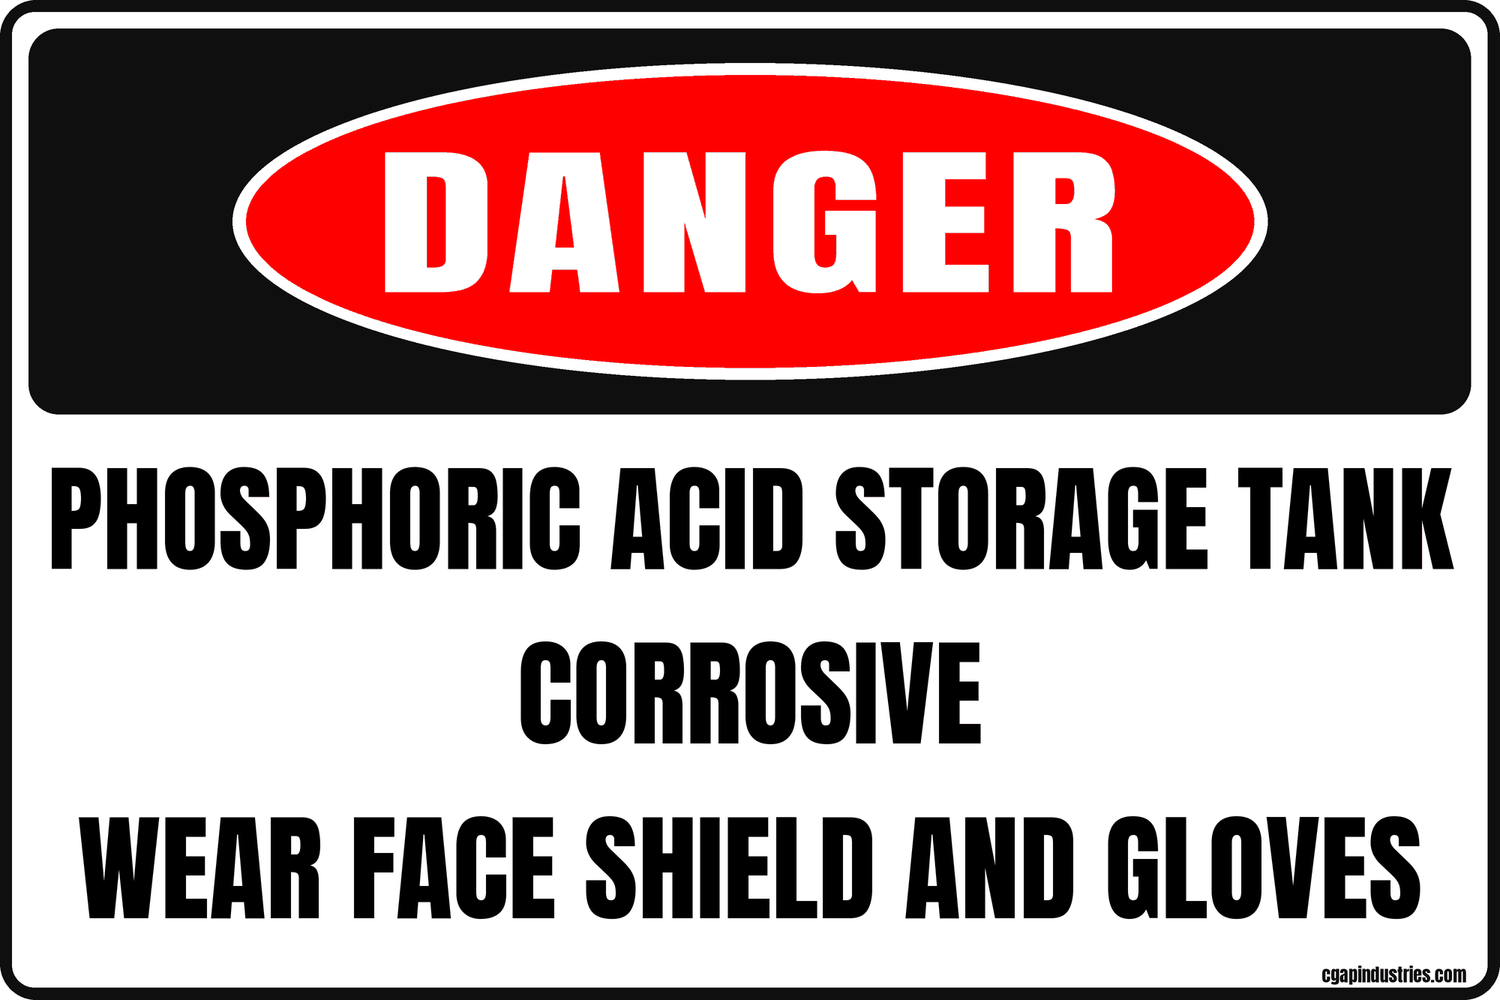 DANGER
PHOSPHORIC ACID STORAGE TANK
CORROSIVE
WEAR FACE SHIELD AND GLOVES
cgapindustries.com